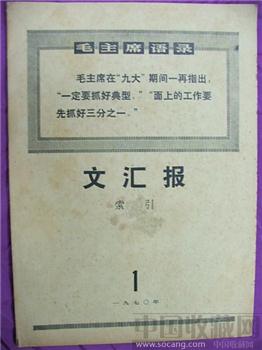 毛主席语录
毛主席在“九大”期间一再指出，
“一定要抓好典型。”“面上的工作要
先抓好三分之一。”
文汇报
索引
1
一九七〇年
中国收藏网
www.socang.com